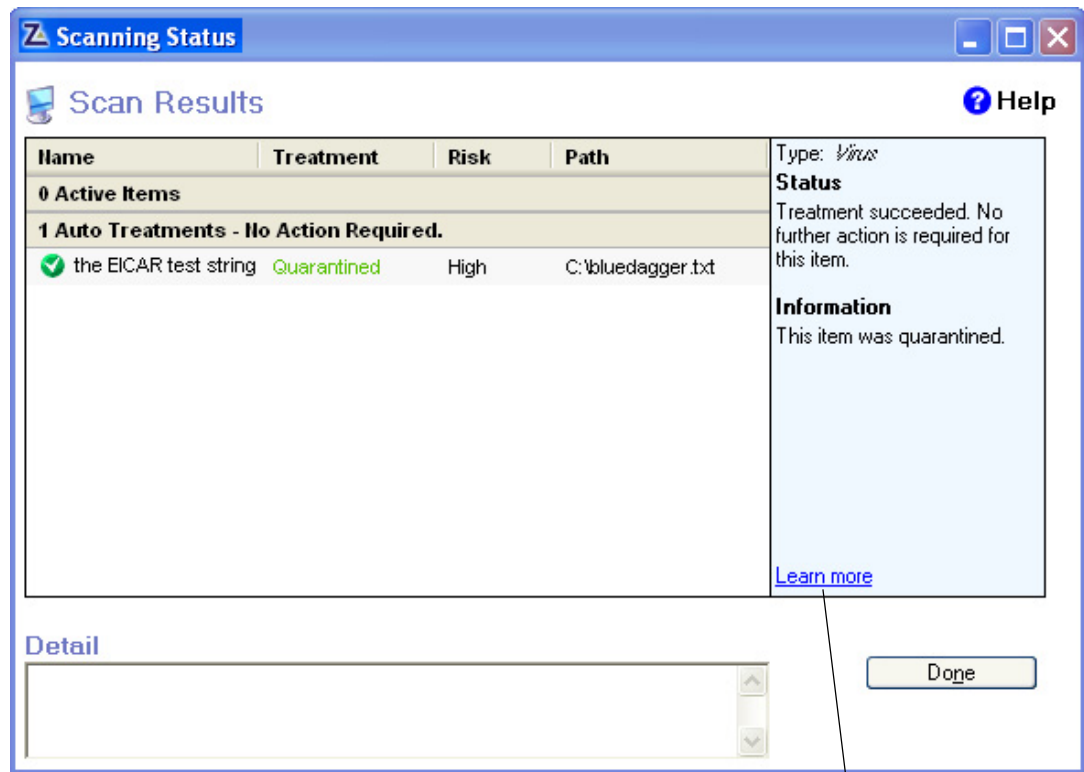 Scanning Status
Scan Results
Help
Name Treatment Risk Path
0 Active Items
1 Auto Treatments - No Action Required.
the EICAR test string Quarantined High C:\bluedagger.txt
Type: Virus
Status
Treatment succeeded. No
further action is required for
this item.
Information
This item was quarantined.
Learn more
Detail
Done